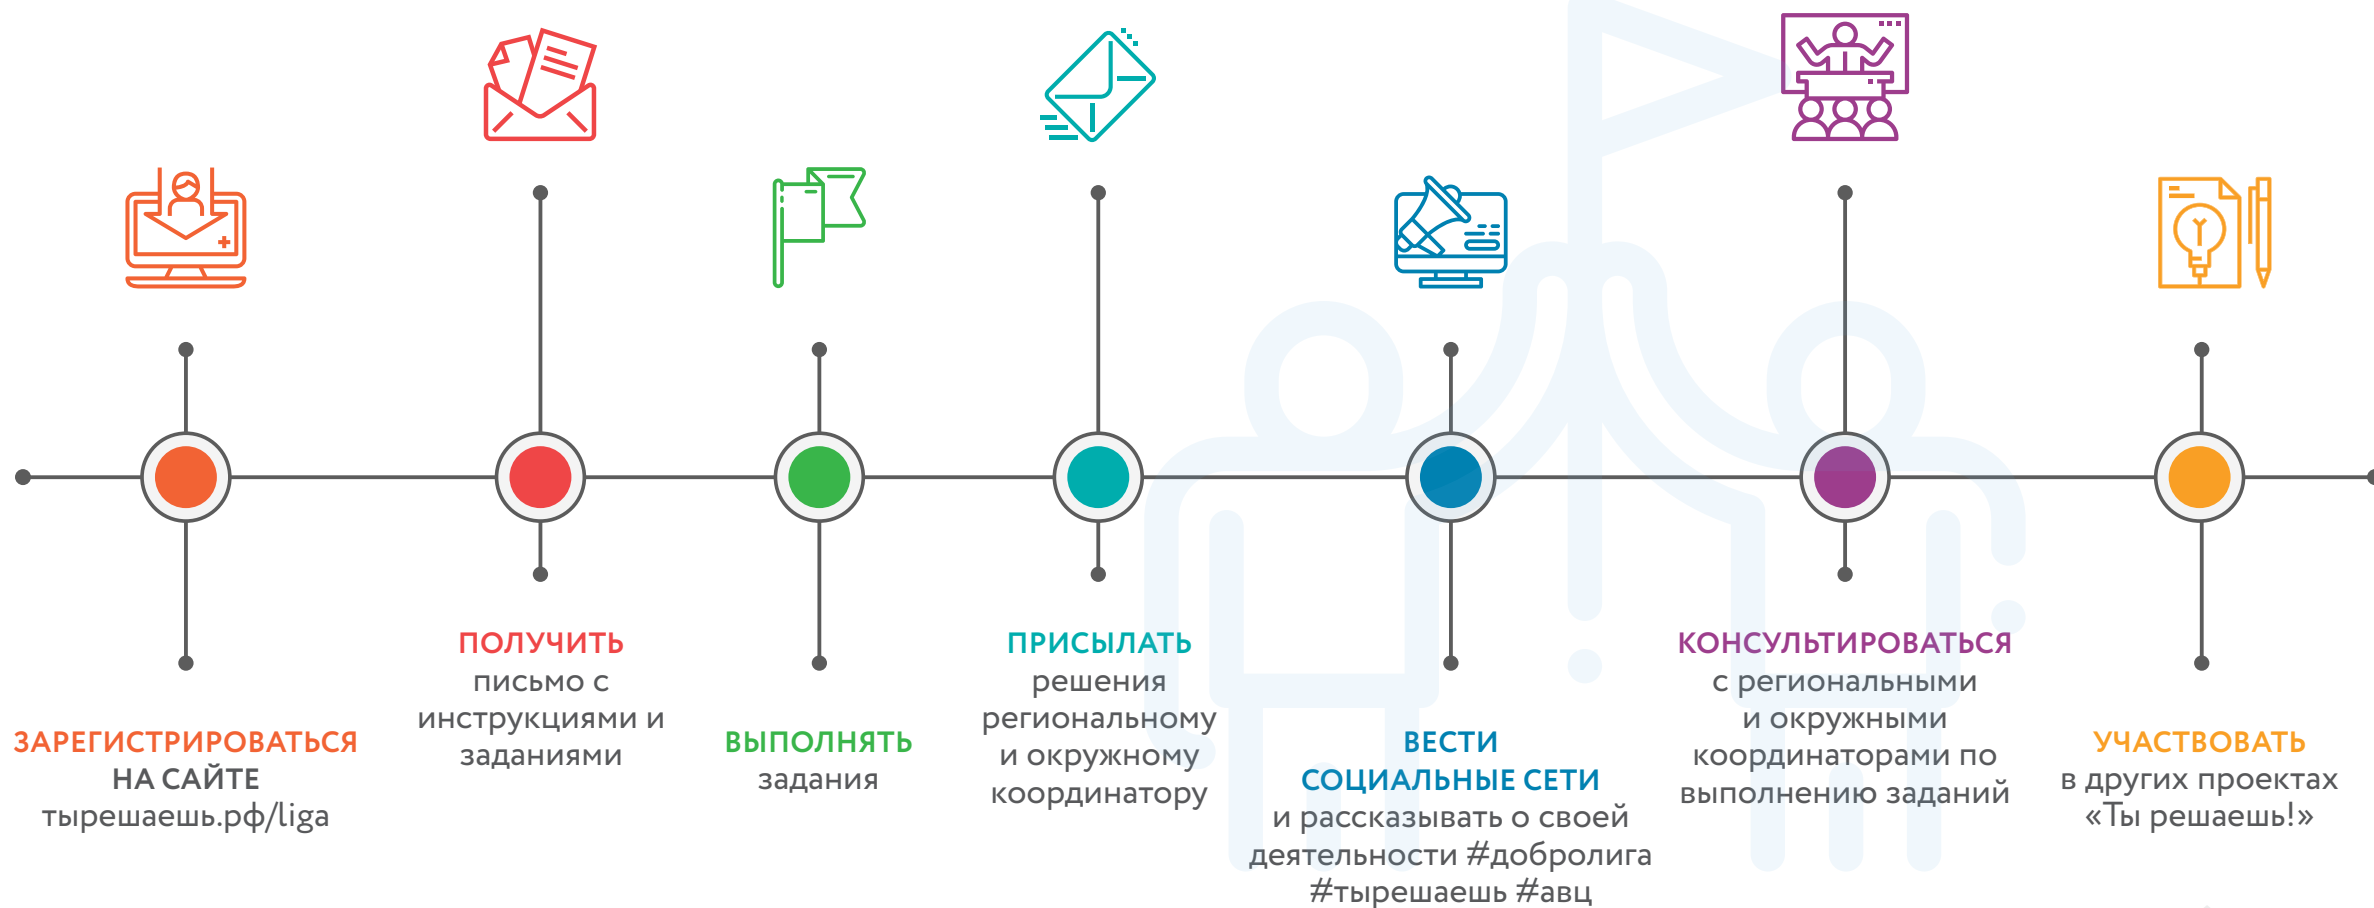 ЗАРЕГИСТРИРОВАТЬСЯ
НА САЙТЕ
тырешаешь.рф/liga
ПОЛУЧИТЬ
письмо с
инструкциями и
заданиями
ВЫПОЛНЯТЬ
задания
ПРИСЫЛАТЬ
решения
региональному
и окружному
координатору
ВЕСТИ
СОЦИАЛЬНЫЕ СЕТИ
и рассказывать о своей
деятельности #добролига
#тырешаешь #авц
КОНСУЛЬТИРОВАТЬСЯ
с региональными
и окружными
координаторами по
выполнению заданий
УЧАСТВОВАТЬ
в других проектах
«Ты решаешь!»